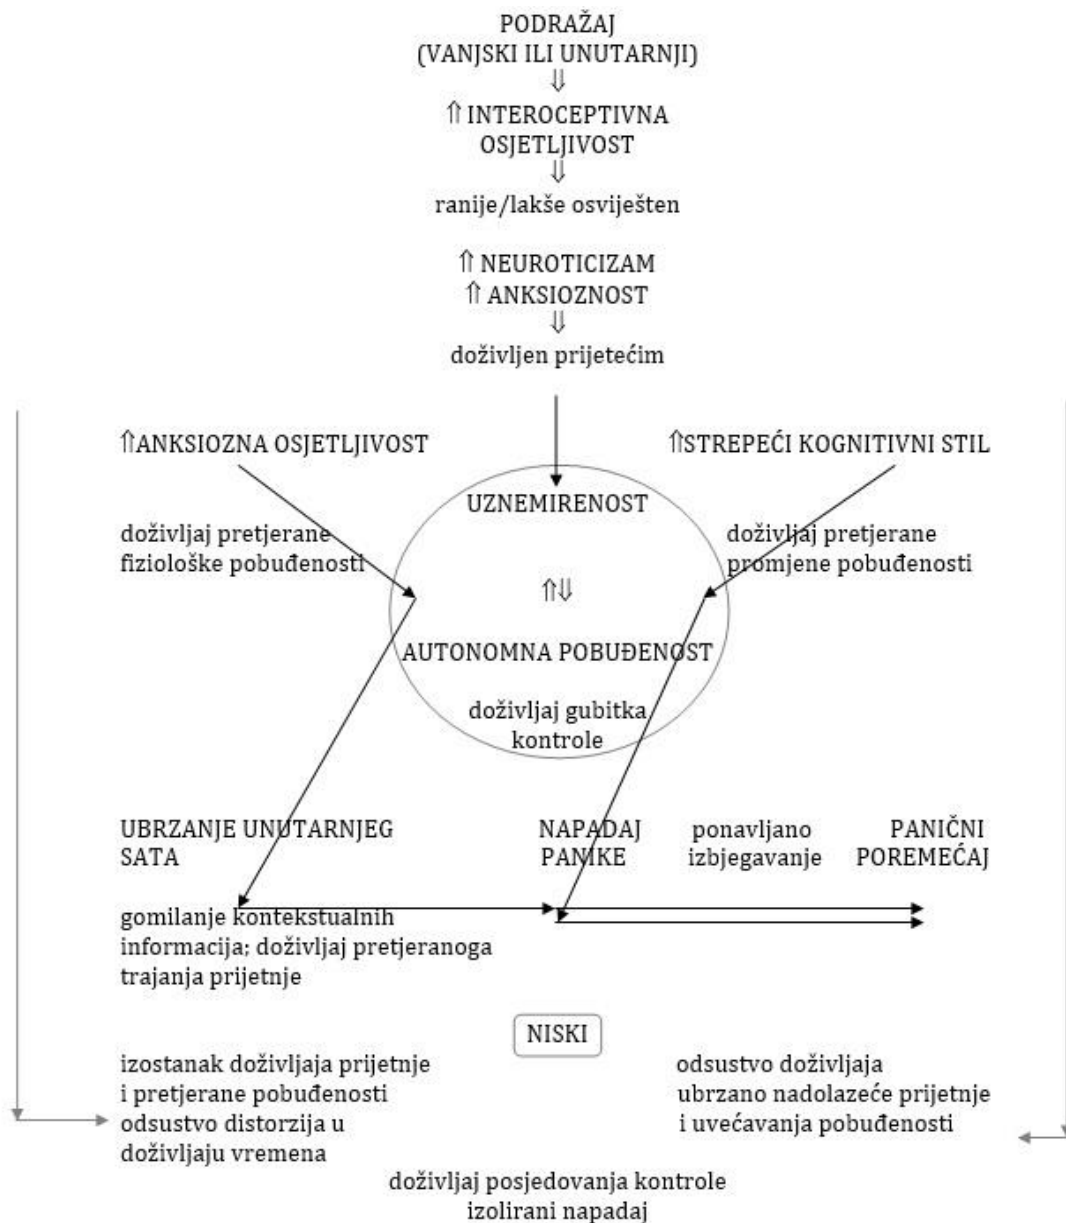 PODRAŽAJ
(VANJSKI ILI UNUTARNJI)
⇓
⇑ INTEROCEPTIVNA
OSJETLJIVOST
⇓
ranije/lakše osviješten
⇑ NEUROTICIZAM
⇑ ANKSIOZNOST
⇓
doživljen prijetećim
⇑ANKSIOZNA OSJETLJIVOST
⇑STREPEĆI KOGNITIVNI STIL
UZNEMIRENOST
doživljaj pretjerane
fiziološke pobuđenosti
doživljaj pretjerane
promjene pobuđenosti
⇑⇓
AUTONOMNA POBUĐENOST
doživljaj gubitka
kontrole
UBRZANJE UNUTARNJEG
SATA
NAPADAJ
PANIKE
ponavljano
izbjegavanje
PANIČNI
POREMEĆAJ
gomilanje kontekstualnih
informacija; doživljaj pretjeranoga
trajanja prijetnje
NISKI
izostanak doživljaja prijetnje
i pretjerane pobuđenosti
odsustvo distorzija u
doživljaju vremena
odsustvo doživljaja
ubrzano nadolazeće prijetnje
i uvećavanja pobuđenosti
doživljaj posjedovanja kontrole
izolirani napadaj